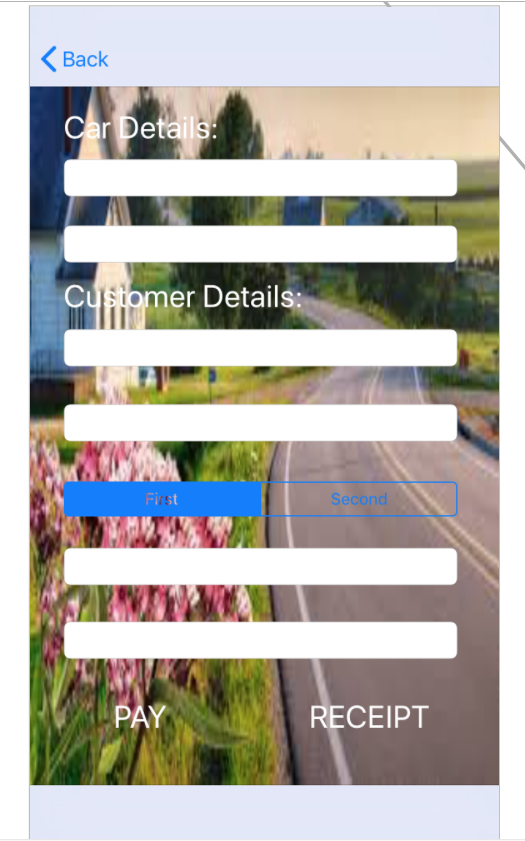 Back
Car Details:
Customer Details:
First Second
PAY RECEIPT